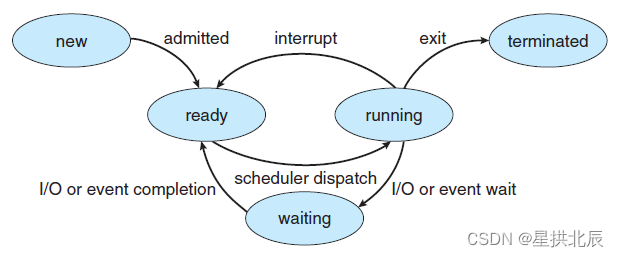 new
admitted
interrupt
exit
terminated
ready
running
scheduler dispatch
I/O or event completion
I/O or event wait
waiting
CSDN @星拱北辰